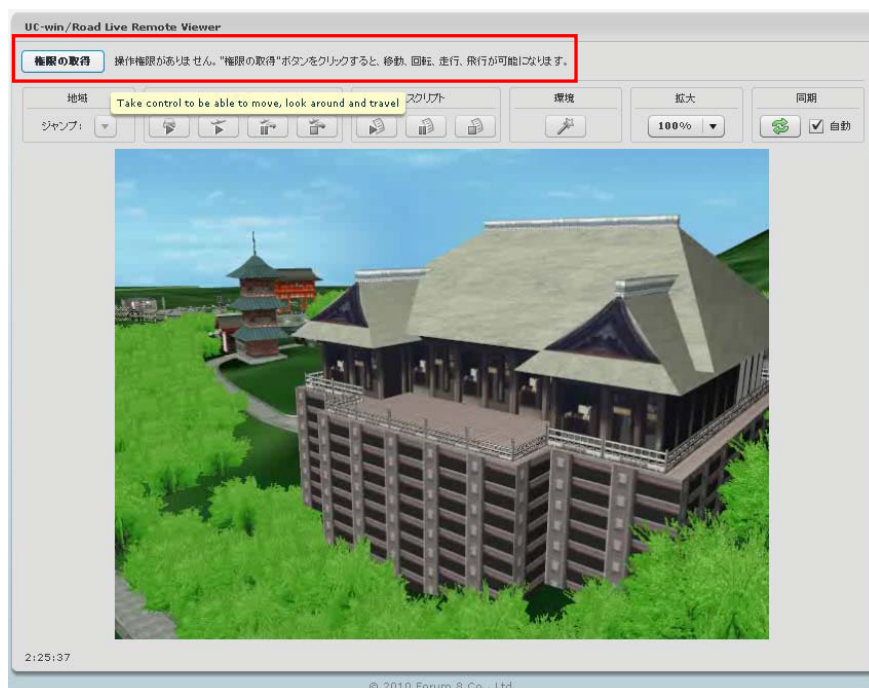 UC-win/Road Live Remote Viewer
権限の取得 操作権限がありません。"権限の取得"ボタンをクリックすると、移動、回転、走行、飛行が可能になります。
地域 スクリプト 環境 拡大 同期
Take control to be able to move, look around and travel
ジャンプ: 100% 自動
2:25:37
© 2010 Forum 8 Co., Ltd.